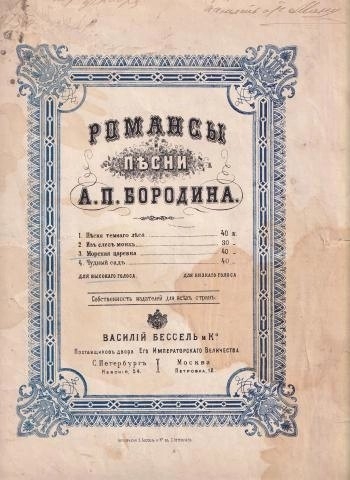 РОМАНСЫ
и
ПѢСНИ
А.П. БОРОДИНА.
1. Пѣсня темнаго лѣса 40 к.
2. Изъ слезъ моихъ 30 „
3. Морская царевна 40 „
4. Чудный садъ 40 „
для высокаго голоса. для низкаго голоса
Собственность издателей для всѣхъ странъ.
ВАСИЛІЙ БЕССЕЛЬ и Кº
Поставщиковъ двора Его Императорскаго Величества
С.Петербургъ Москва
Невскій, 54. Петровка, 12